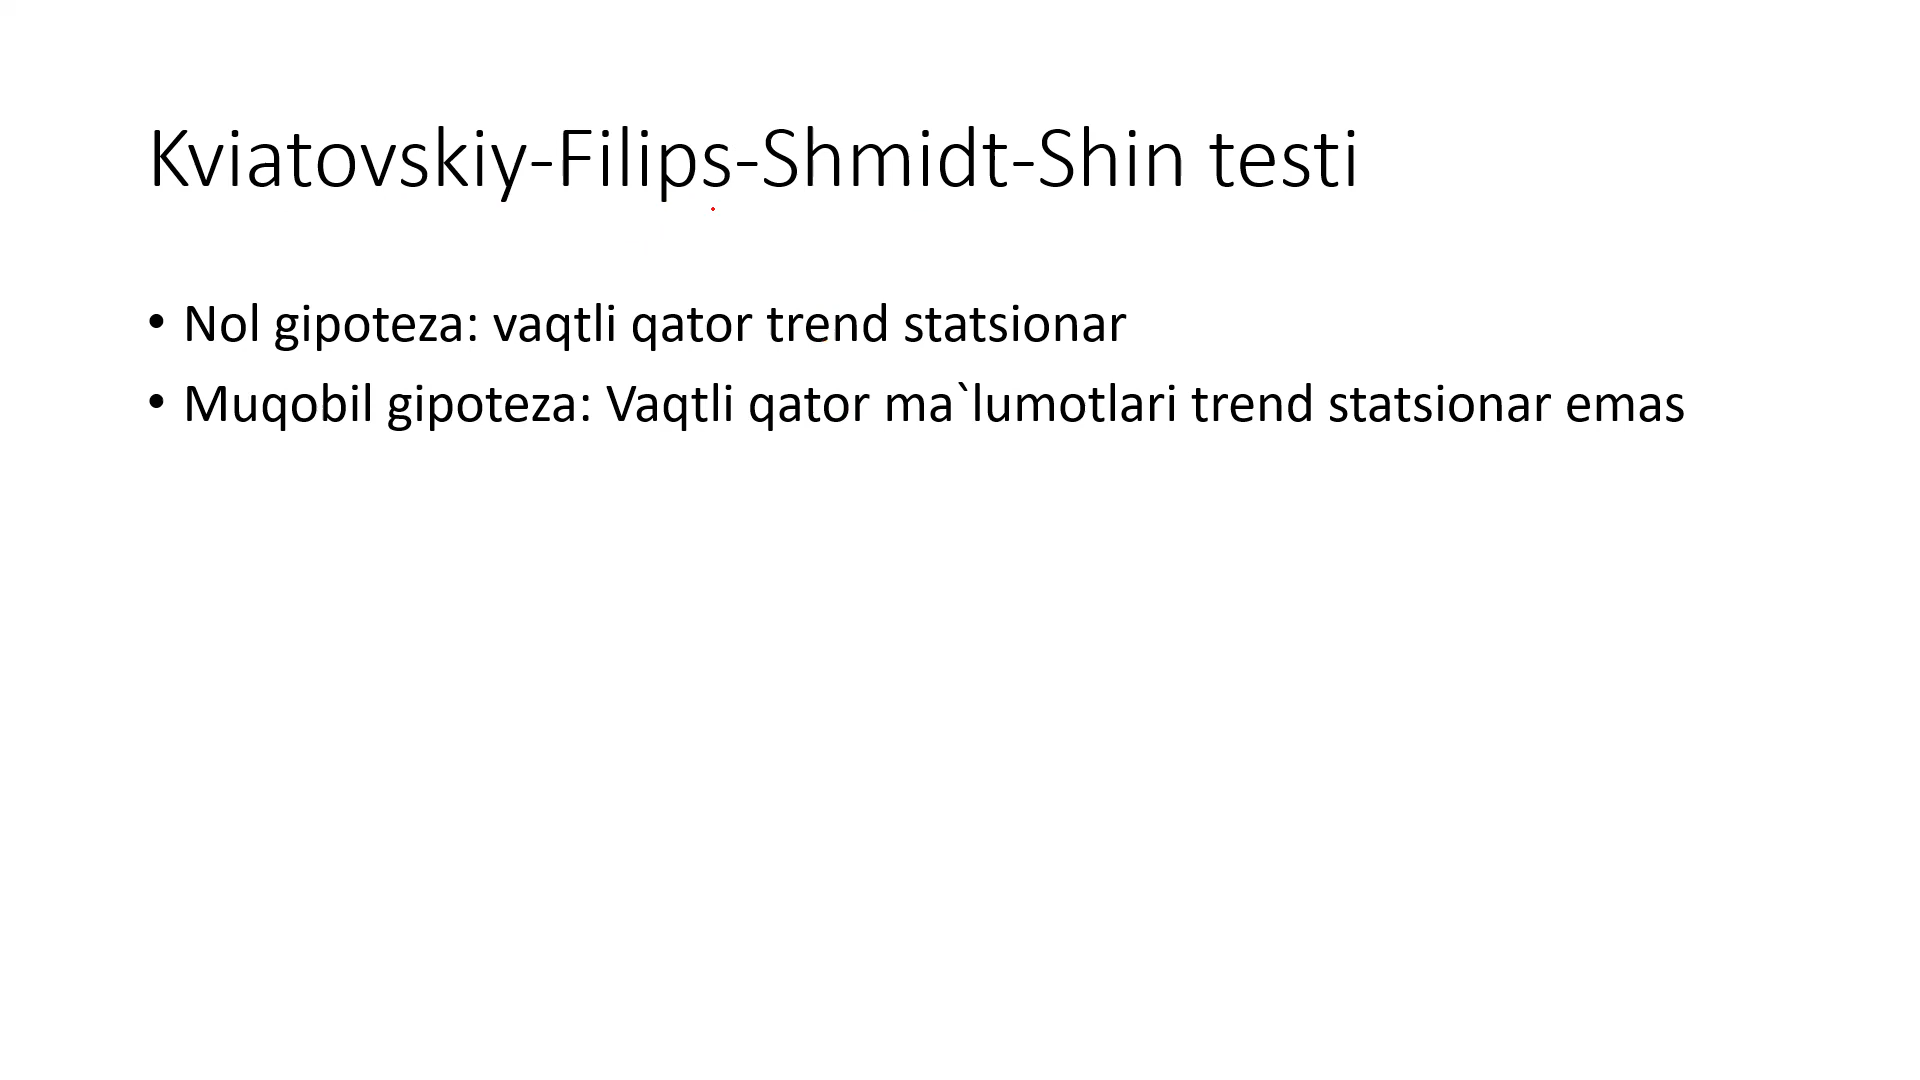 Kviatovskiy-Filips-Shmidt-Shin testi
• Nol gipoteza: vaqtli qator trend statsionar
• Muqobil gipoteza: Vaqtli qator ma`lumotlari trend statsionar emas